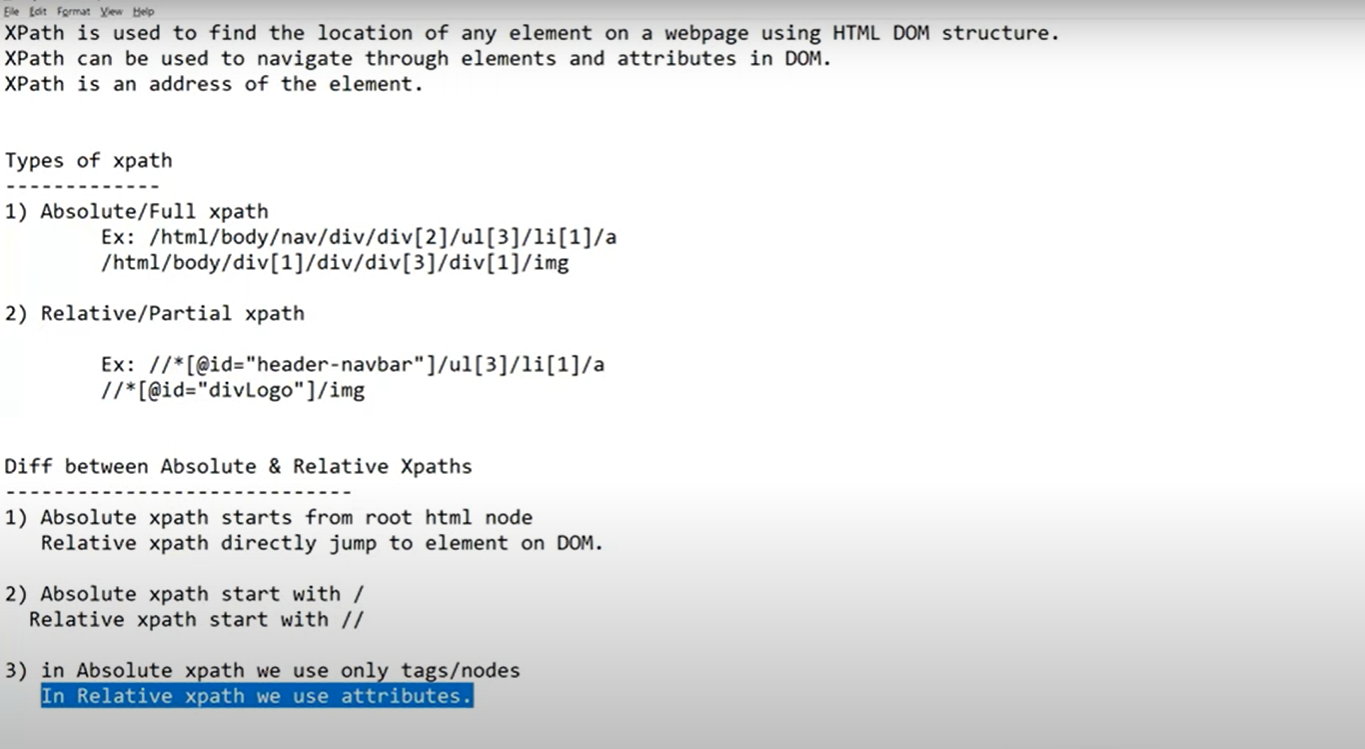 File Edit Format View Help
XPath is used to find the location of any element on a webpage using HTML DOM structure.
XPath can be used to navigate through elements and attributes in DOM.
XPath is an address of the element.
Types of xpath
-------------
1) Absolute/Full xpath
Ex: /html/body/nav/div/div[2]/ul[3]/li[1]/a
/html/body/div[1]/div/div[3]/div[1]/img
2) Relative/Partial xpath
Ex: //*[@id="header-navbar"]/ul[3]/li[1]/a
//*[@id="divLogo"]/img
Diff between Absolute & Relative Xpaths
-----------------------------
1) Absolute xpath starts from root html node
Relative xpath directly jump to element on DOM.
2) Absolute xpath start with /
Relative xpath start with //
3) in Absolute xpath we use only tags/nodes
In Relative xpath we use attributes.